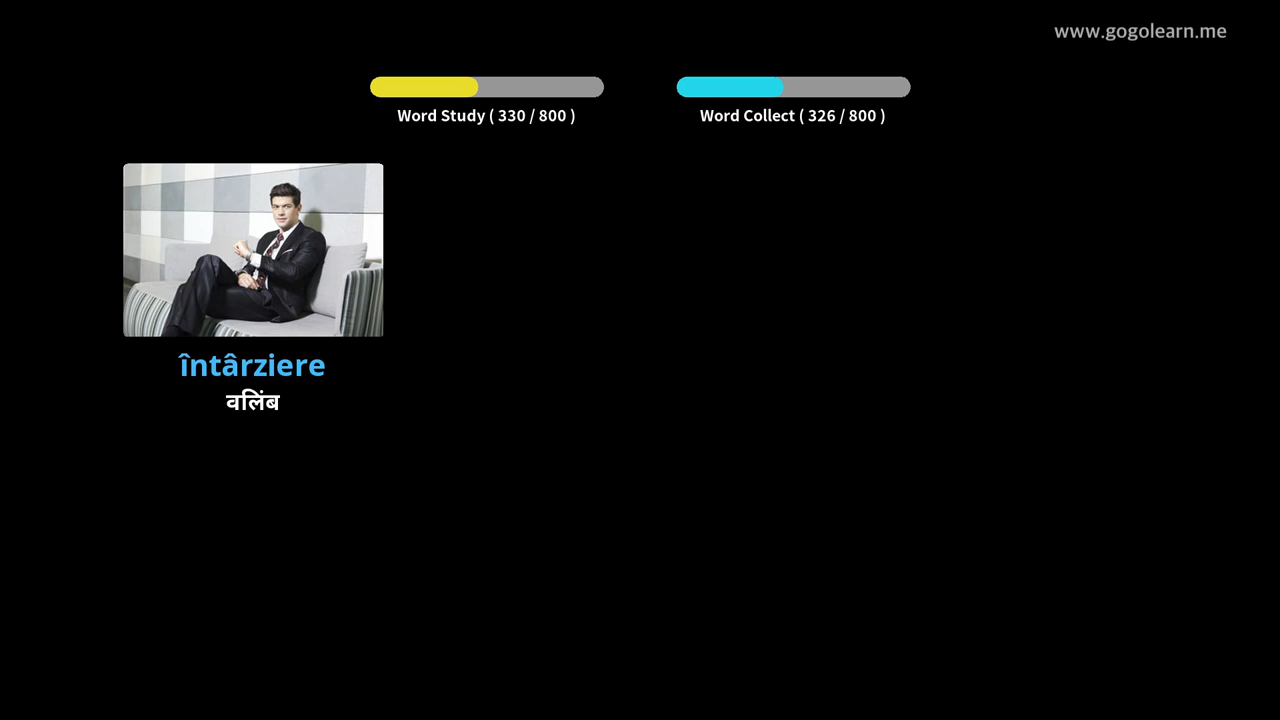 www.gogolearn.me
Word Study ( 330 / 800 )
Word Collect ( 326 / 800 )
întârziere
वलिंब